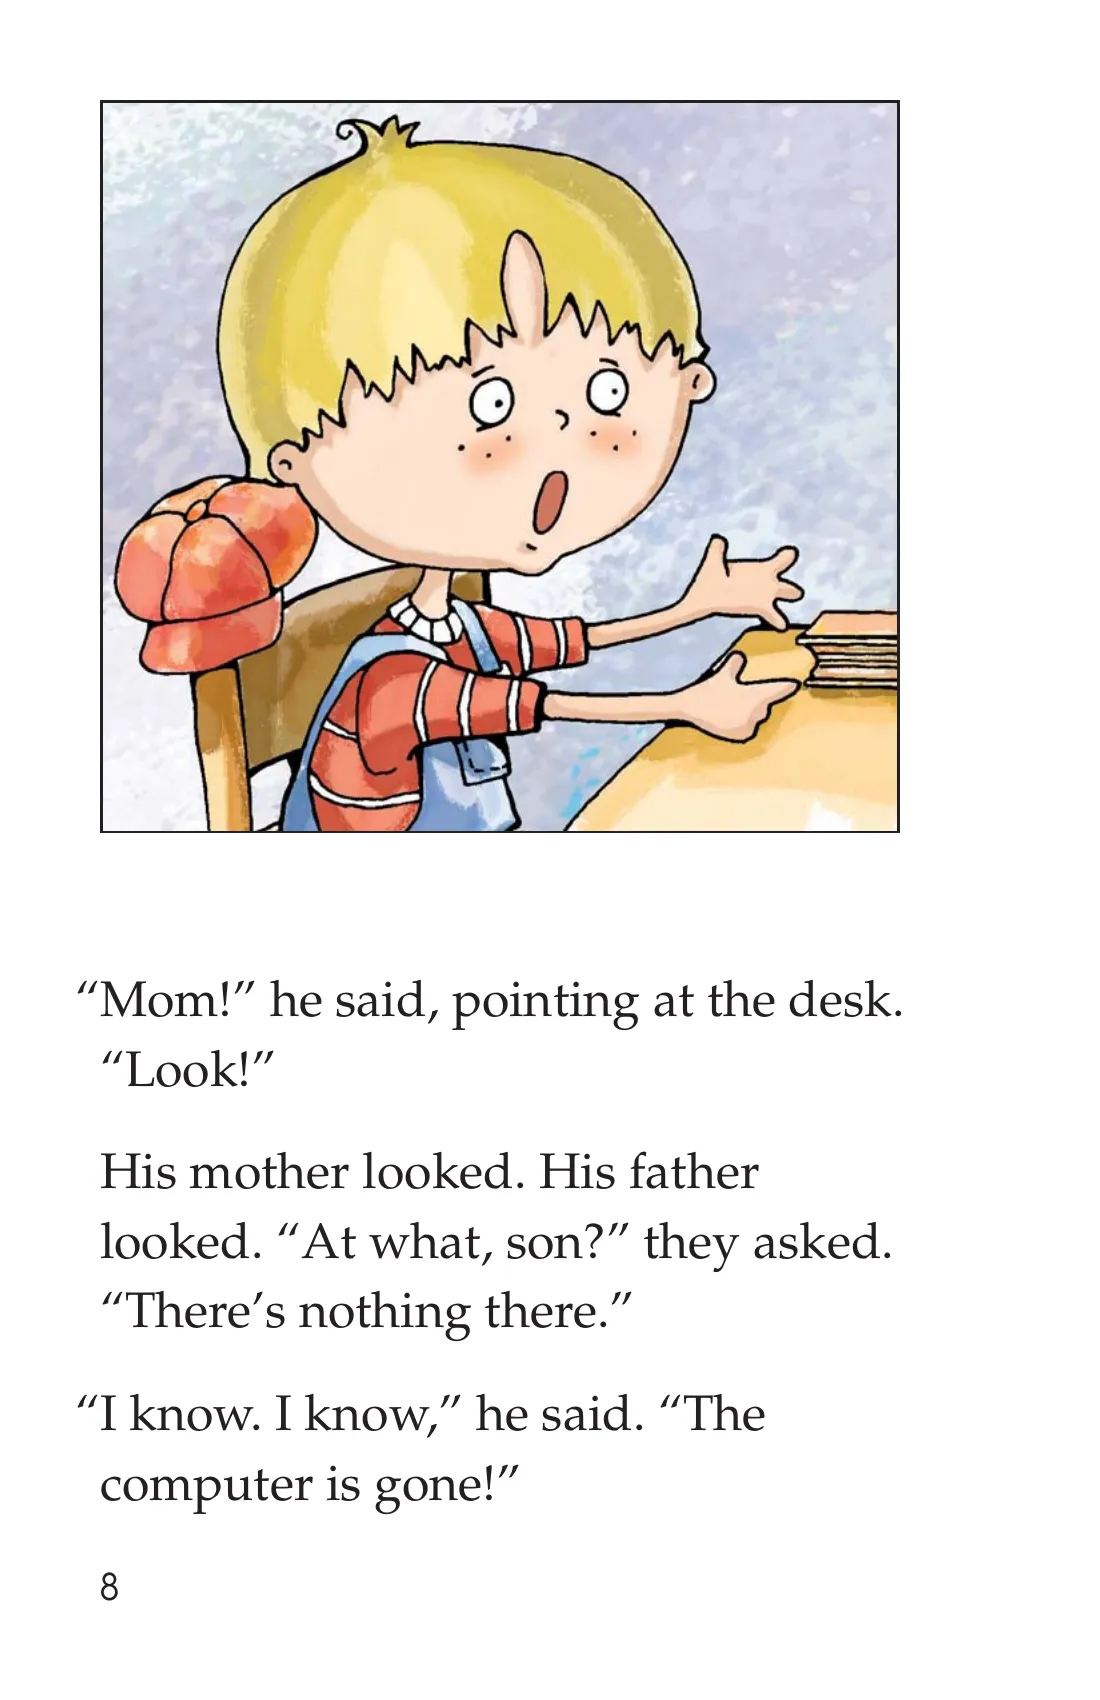 “Mom!” he said, pointing at the desk.
“Look!”
His mother looked. His father
looked. “At what, son?” they asked.
“There’s nothing there.”
“I know. I know,” he said. “The
computer is gone!”
8